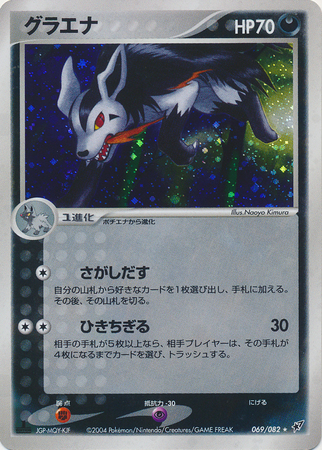 グラエナ HP70
Illus.Naoyo Kimura
1進化 ポチエナから進化
さがしだす
自分の山札から好きなカードを1枚選び出し、手札に加える。
その後、その山札を切る。
ひきちぎる 30
相手の手札が5枚以上なら、相手プレイヤーは、その手札が
4枚になるまでカードを選び、トラッシュする。
弱点 抵抗力 -30 にげる
JGP-MQY-KJF ©2004 Pokémon/Nintendo/Creatures/GAME FREAK 069/082 ★